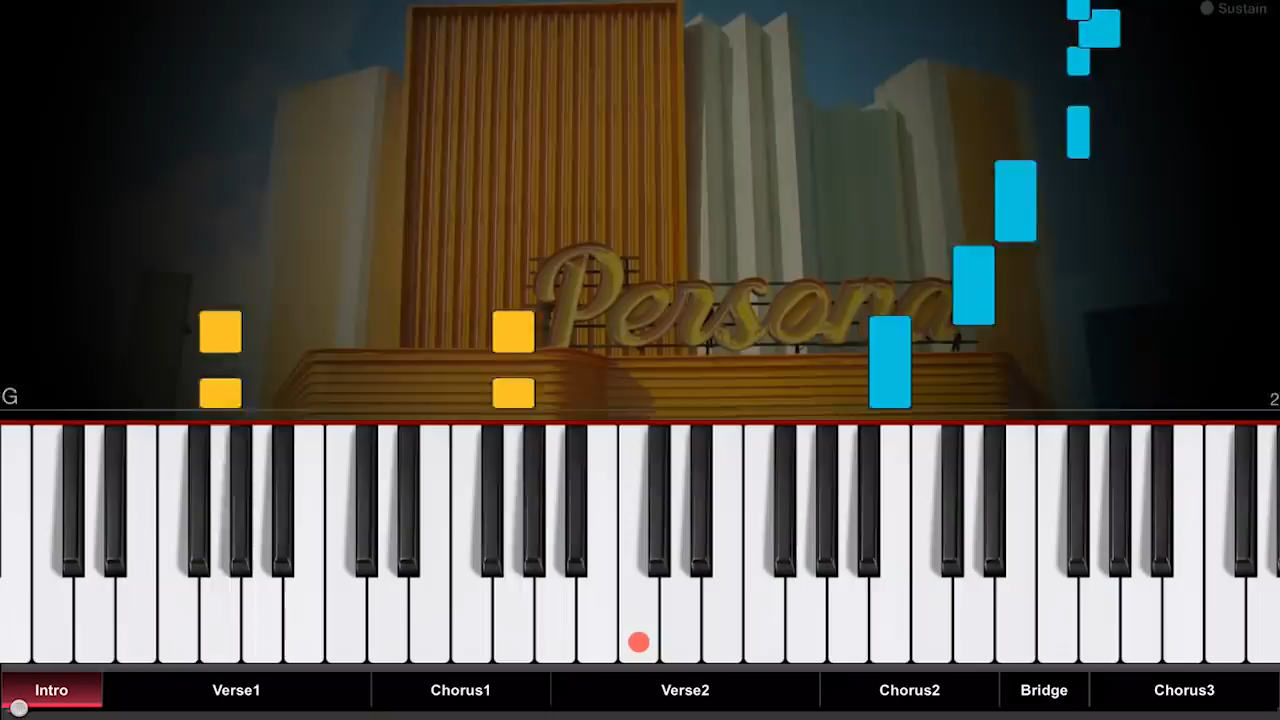 Sustain
Persona
G
2
Intro
Verse1
Chorus1
Verse2
Chorus2
Bridge
Chorus3